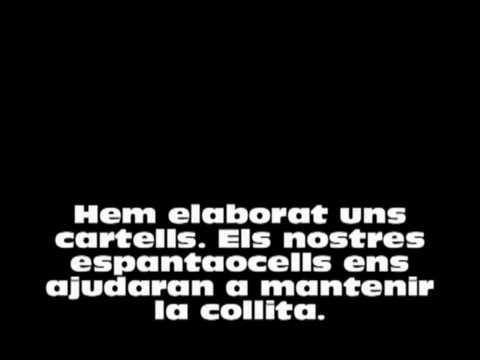 Hem elaborat uns
cartells. Els nostres
espantaocells ens
ajudaran a mantenir
la collita.